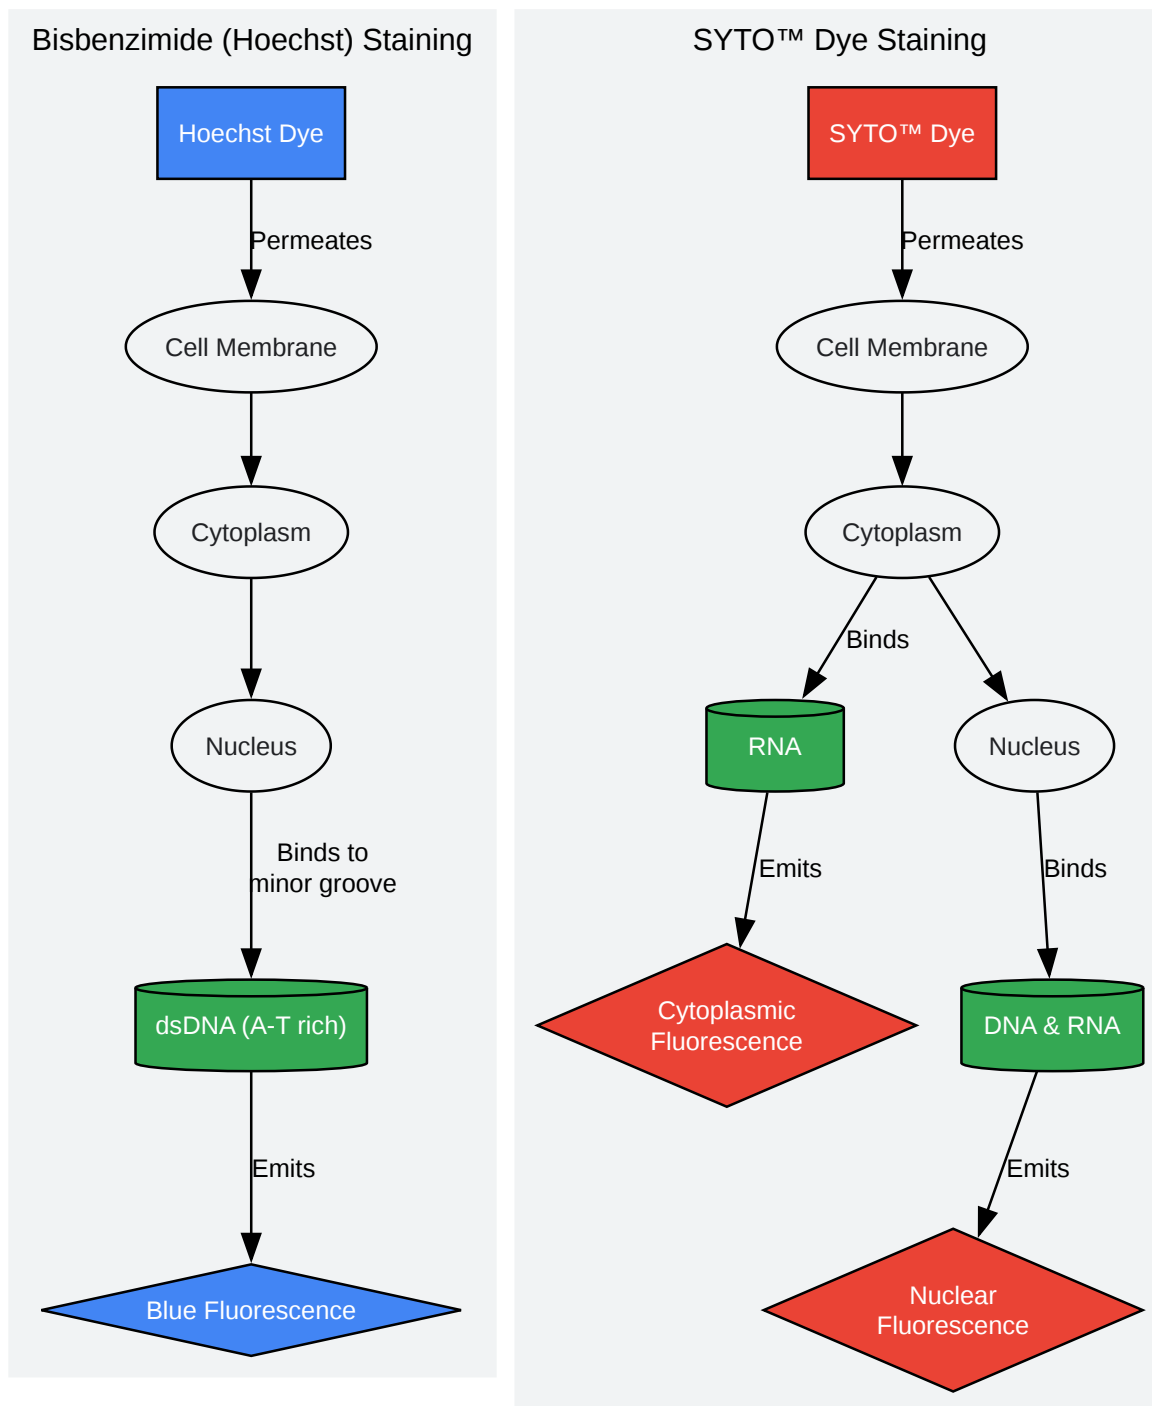 Bisbenzimide (Hoechst) Staining
Hoechst Dye
Permeates
Cell Membrane
Cytoplasm
Nucleus
Binds to
minor groove
dsDNA (A-T rich)
Emits
Blue Fluorescence
SYTO™ Dye Staining
SYTO™ Dye
Permeates
Cell Membrane
Cytoplasm
Binds
RNA
Nucleus
Emits
Binds
Cytoplasmic
Fluorescence
DNA & RNA
Emits
Nuclear
Fluorescence